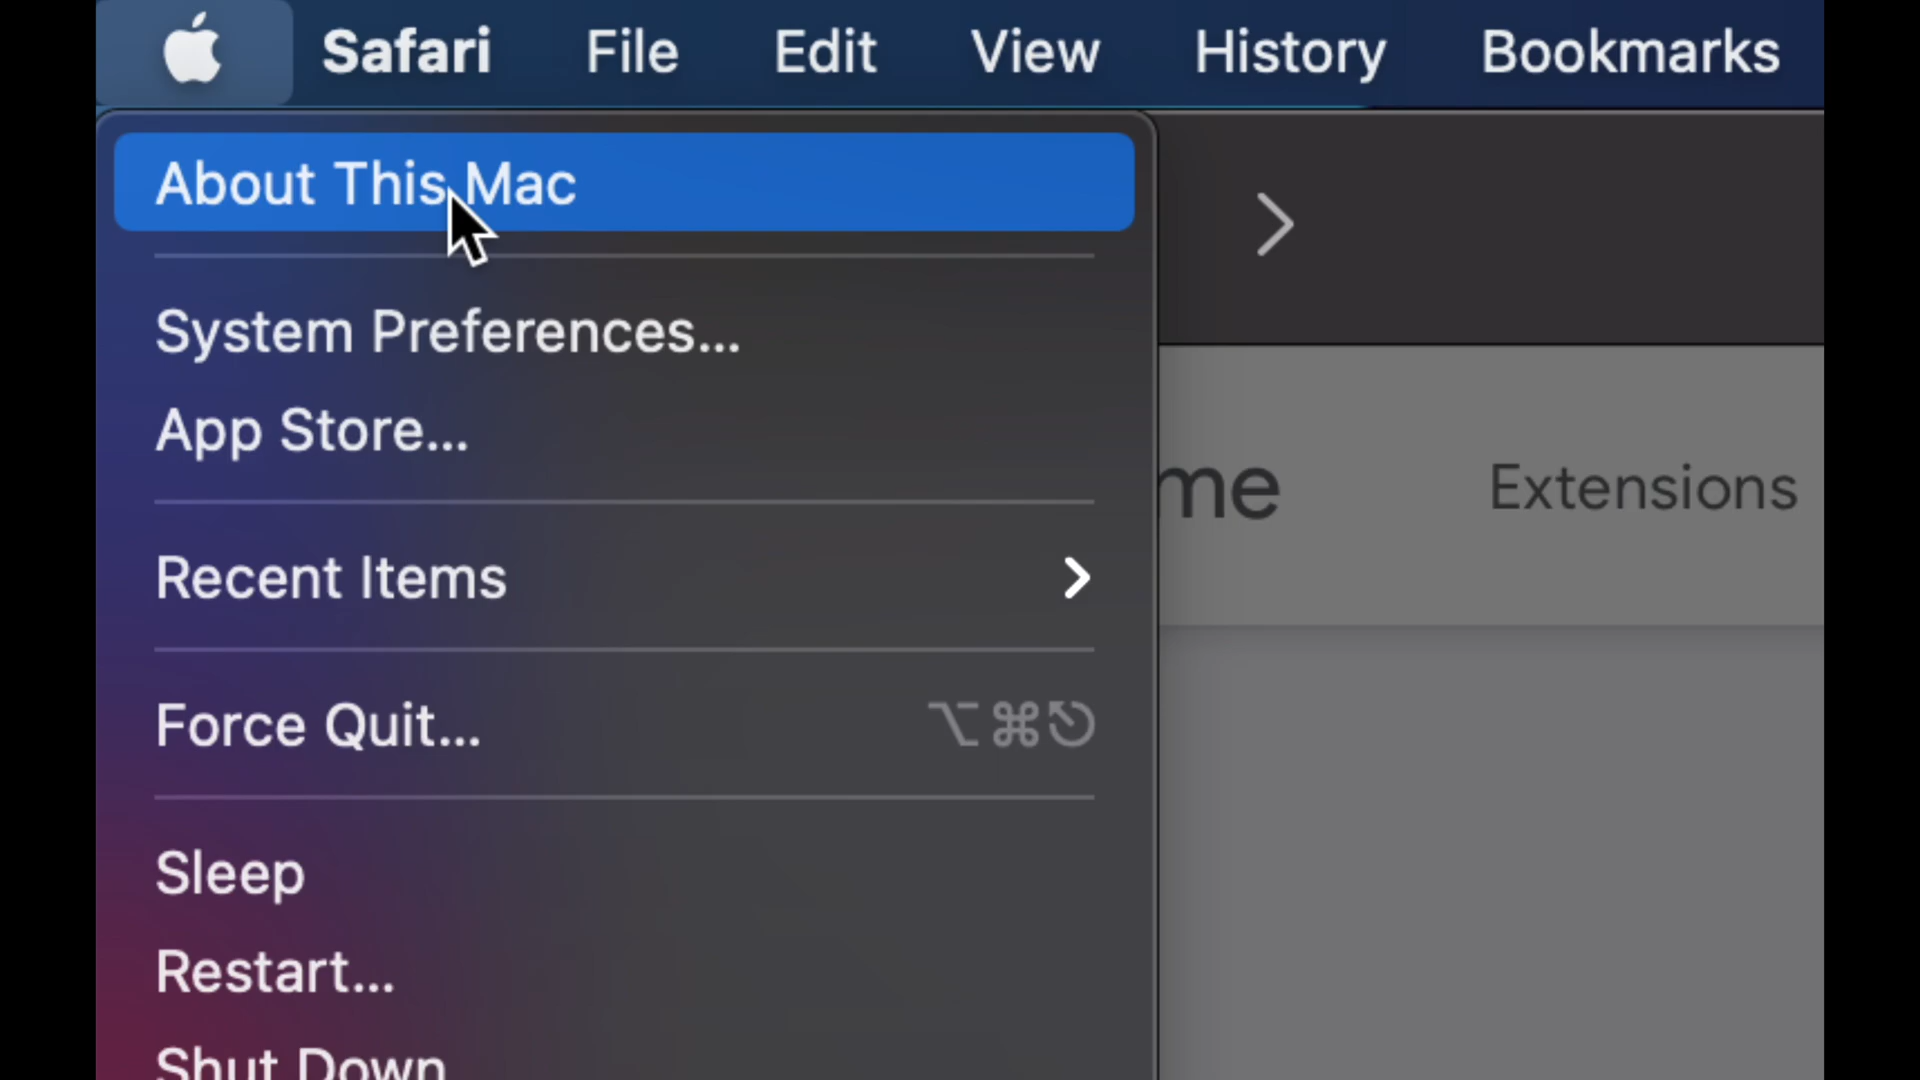 Safari File Edit View History Bookmarks
About This Mac
System Preferences...
App Store...
me Extensions
Recent Items
Force Quit... ⌥⌘⎋
Sleep
Restart...
Shut Down